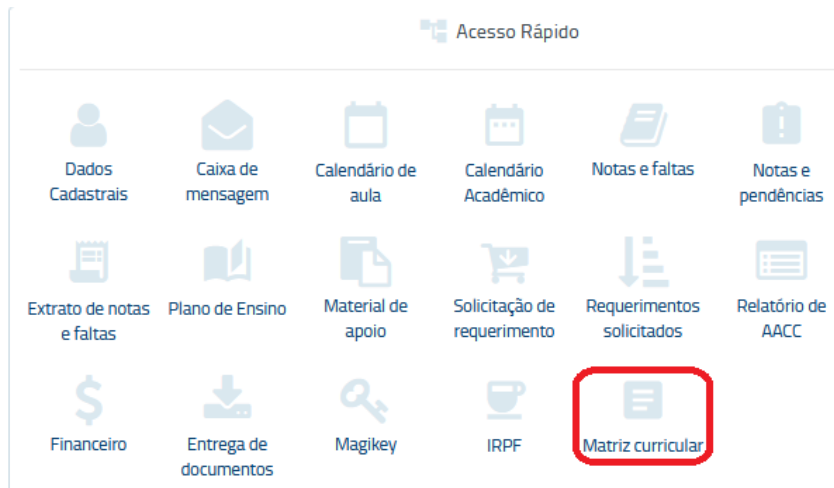 Acesso Rápido
Dados
Cadastrais
Caixa de
mensagem
Calendário de
aula
Calendário
Acadêmico
Notas e faltas
Notas e
pendências
Extrato de notas
e faltas
Plano de Ensino
Material de
apoio
Solicitação de
requerimento
Requerimentos
solicitados
Relatório de
AACC
Financeiro
Entrega de
documentos
Magikey
IRPF
Matriz curricular